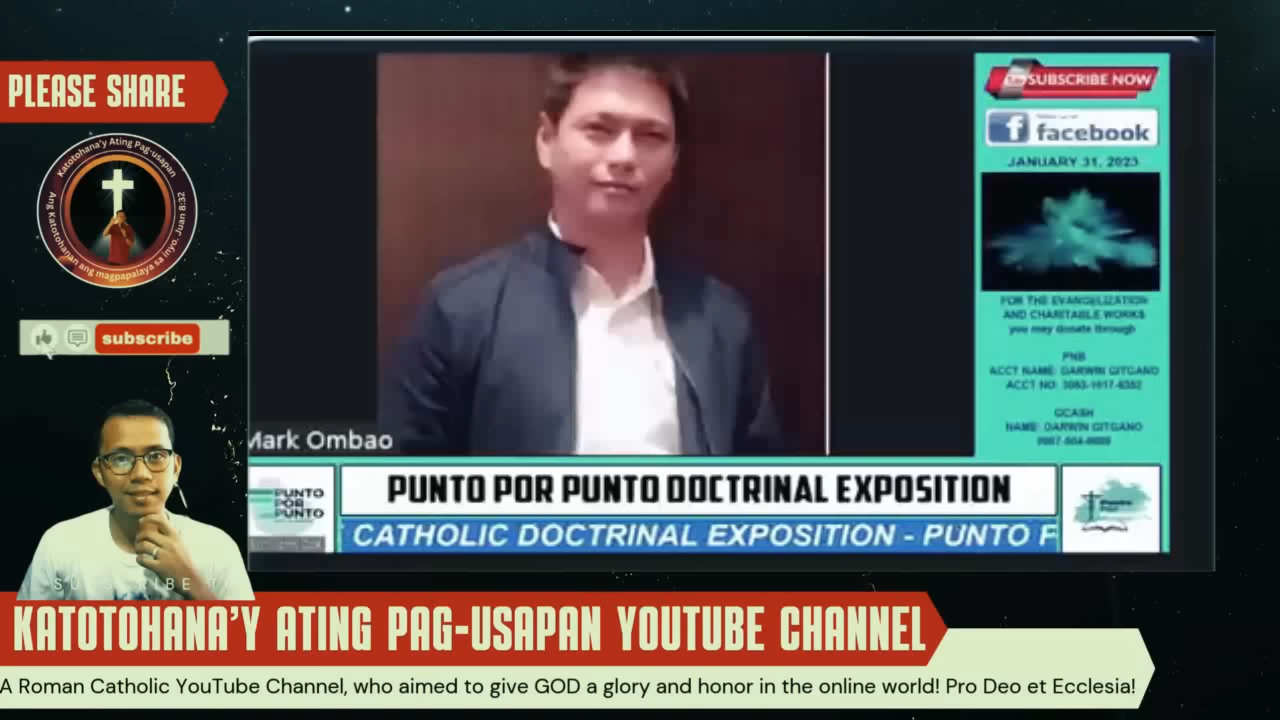 PLEASE SHARE
Katotohana'y Ating Pag-usapan
Ang Katotohanan ang magpapalaya sa inyo. Juan 8:32
subscribe
SUBSCRIBE
Mark Ombao
SUBSCRIBE NOW
facebook
JANUARY 31, 2023
FOR THE EVANGELIZATION
AND CHARITABLE WORKS
you may donate through
PNB
ACCT NAME: DARWIN GITGANO
ACCT NO:
GCASH
NAME: DARWIN GITGANO
PUNTO
POR
PUNTO
PUNTO POR PUNTO DOCTRINAL EXPOSITION
CATHOLIC DOCTRINAL EXPOSITION - PUNTO F
KATOTOHANA'Y ATING PAG-USAPAN YOUTUBE CHANNEL
A Roman Catholic YouTube Channel, who aimed to give GOD a glory and honor in the online world! Pro Deo et Ecclesia!